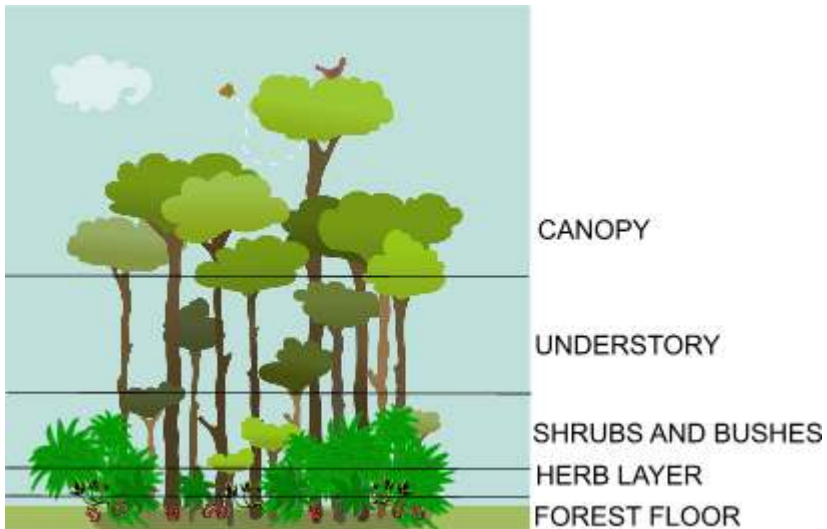 CANOPY
UNDERSTORY
SHRUBS AND BUSHES
HERB LAYER
FOREST FLOOR